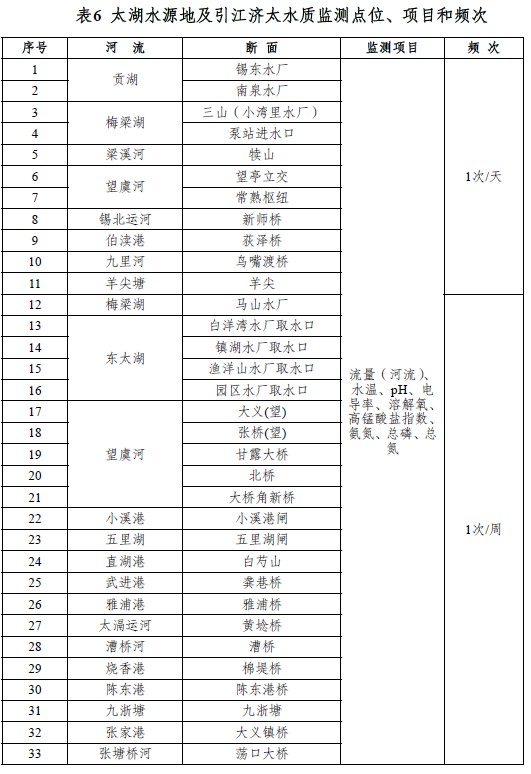 表6 太湖水源地及引江济太水质监测点位、项目和频次
序号 河 流 断 面 监测项目 频 次
1 贡湖 锡东水厂
2 南泉水厂
3 梅梁湖 三山（小湾里水厂）
4 泵站进水口
5 梁溪河 犊山
6 望虞河 望亭立交
7 常熟枢纽
8 锡北运河 新师桥
9 伯渎港 荻泽桥
10 九里河 鸟嘴渡桥
11 羊尖塘 羊尖
1次/天
12 梅梁湖 马山水厂
13 东太湖 白洋湾水厂取水口
14 镇湖水厂取水口
15 渔洋山水厂取水口
16 园区水厂取水口
17 望虞河 大义(望)
18 张桥(望)
19 甘露大桥
20 北桥
21 大桥角新桥
22 小溪港 小溪港闸
23 五里湖 五里湖闸
24 直湖港 白芍山
25 武进港 龚巷桥
26 雅浦港 雅浦桥
27 太滆运河 黄埝桥
28 漕桥河 漕桥
29 烧香港 棉堤桥
30 陈东港 陈东港桥
31 九浙塘 九浙塘
32 张家港 大义镇桥
33 张塘桥河 荡口大桥
流量（河流）、
水温、pH、电
导率、溶解氧、
高锰酸盐指数、
氨氮、总磷、总
氮
1次/周